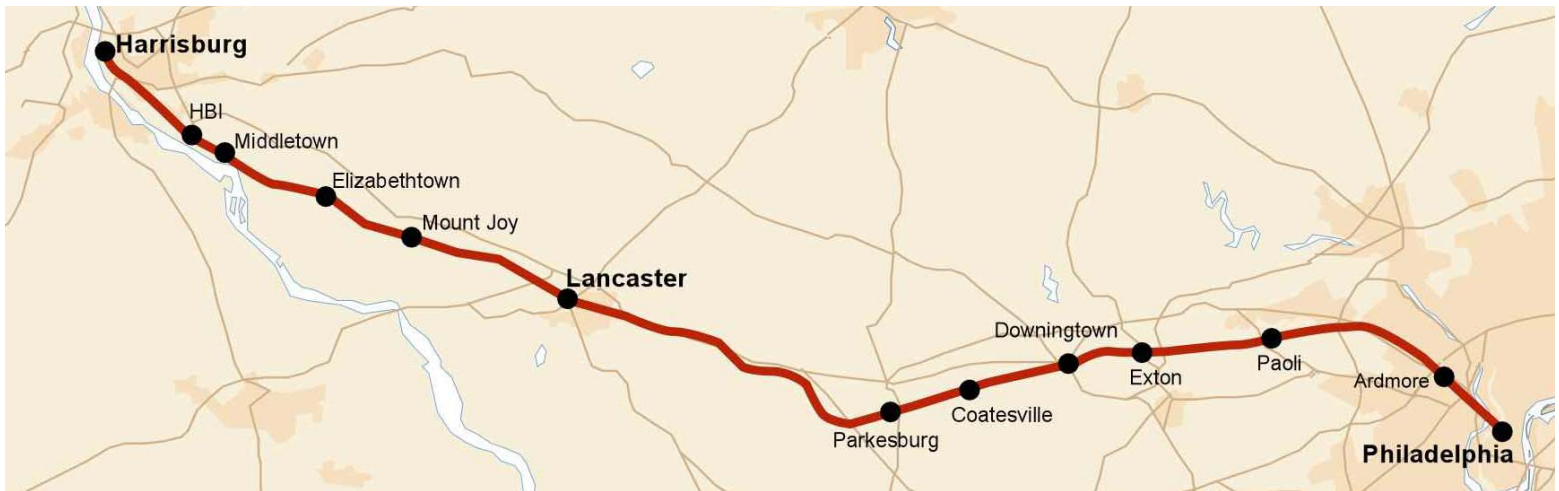 Harrisburg
HBI
Middletown
Elizabethtown
Mount Joy
Lancaster
Downingtown
Parkesburg
Coatesville
Exton
Paoli
Ardmore
Philadelphia